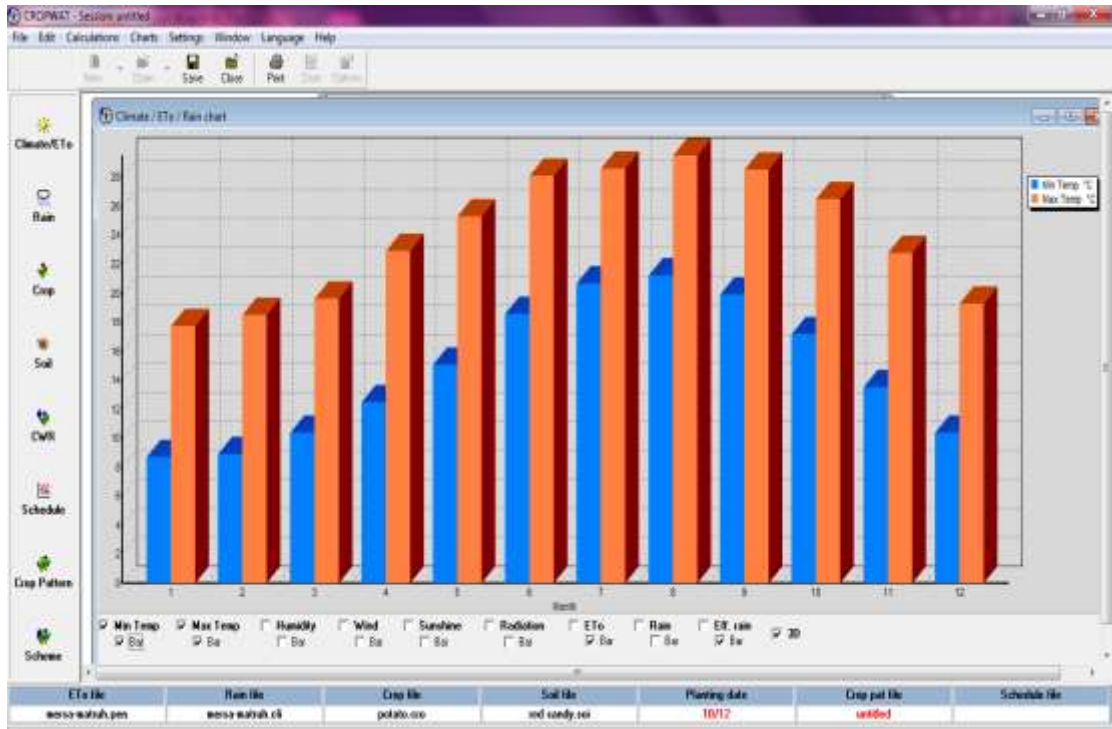 CROPWAT - Session: untitled
File Edit Calculations Charts Settings Window Language Help
New Open Save Close Print Chart Options
Climate/ETo
Rain
Crop
Soil
CWR
Schedule
Crop Pattern
Scheme
Climate / ETo / Rain chart
28
26
24
22
20
18
16
14
12
10
8
6
4
2
0
1 2 3 4 5 6 7 8 9 10 11 12
Month
Min Temp °C
Max Temp °C
Min Temp Max Temp Humidity Wind Sunshine Radiation ETo Rain Eff. rain 3D
Bar Bar Bar Bar Bar Bar Bar Bar Bar
ETo file Rain file Crop file Soil file Planting date Crop pat file Schedule file
mersa-matruh.pen mersa-matruh.cli potato.cro red sandy.soi 10/12 untitled